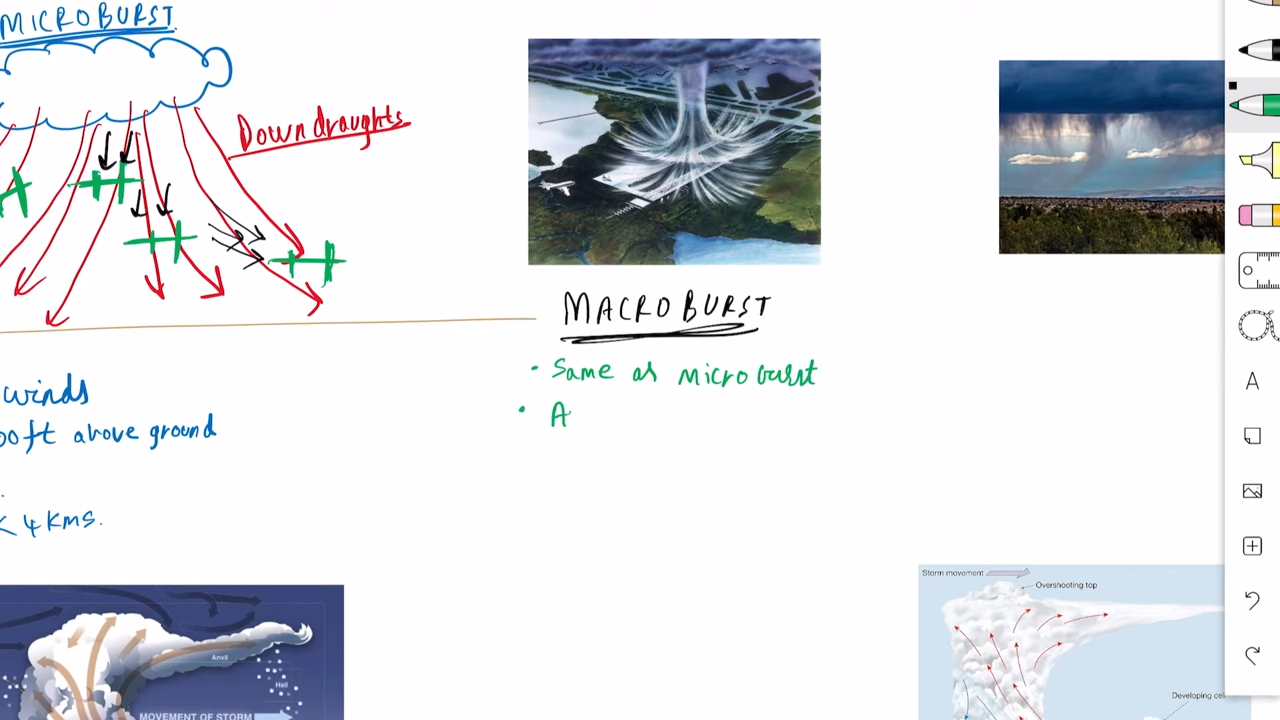 MICROBURST
Downdraughts
MACROBURST
• Same as microburst
• A
winds
00ft above ground
< 4 Kms.
Anvil
Hail
MOVEMENT OF STORM
Storm movement
Overshooting top
Developing cel
A